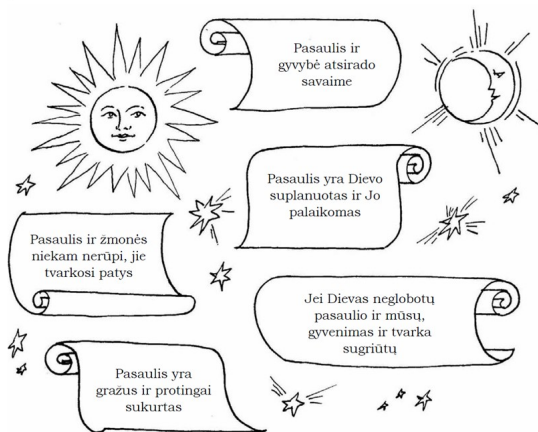 Pasaulis ir
gyvybė atsirado
savaime
Pasaulis yra Dievo
suplanuotas ir Jo
palaikomas
Pasaulis ir žmonės
niekam nerūpi, jie
tvarkosi patys
Jei Dievas neglobotų
pasaulio ir mūsų,
gyvenimas ir tvarka
sugriūtų
Pasaulis yra
gražus ir protingai
sukurtas